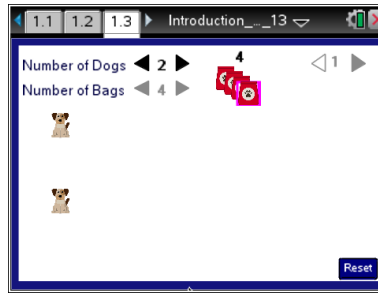 1.1 1.2 1.3 Introduction_..._13
Number of Dogs 2
4
1
Number of Bags 4
Reset